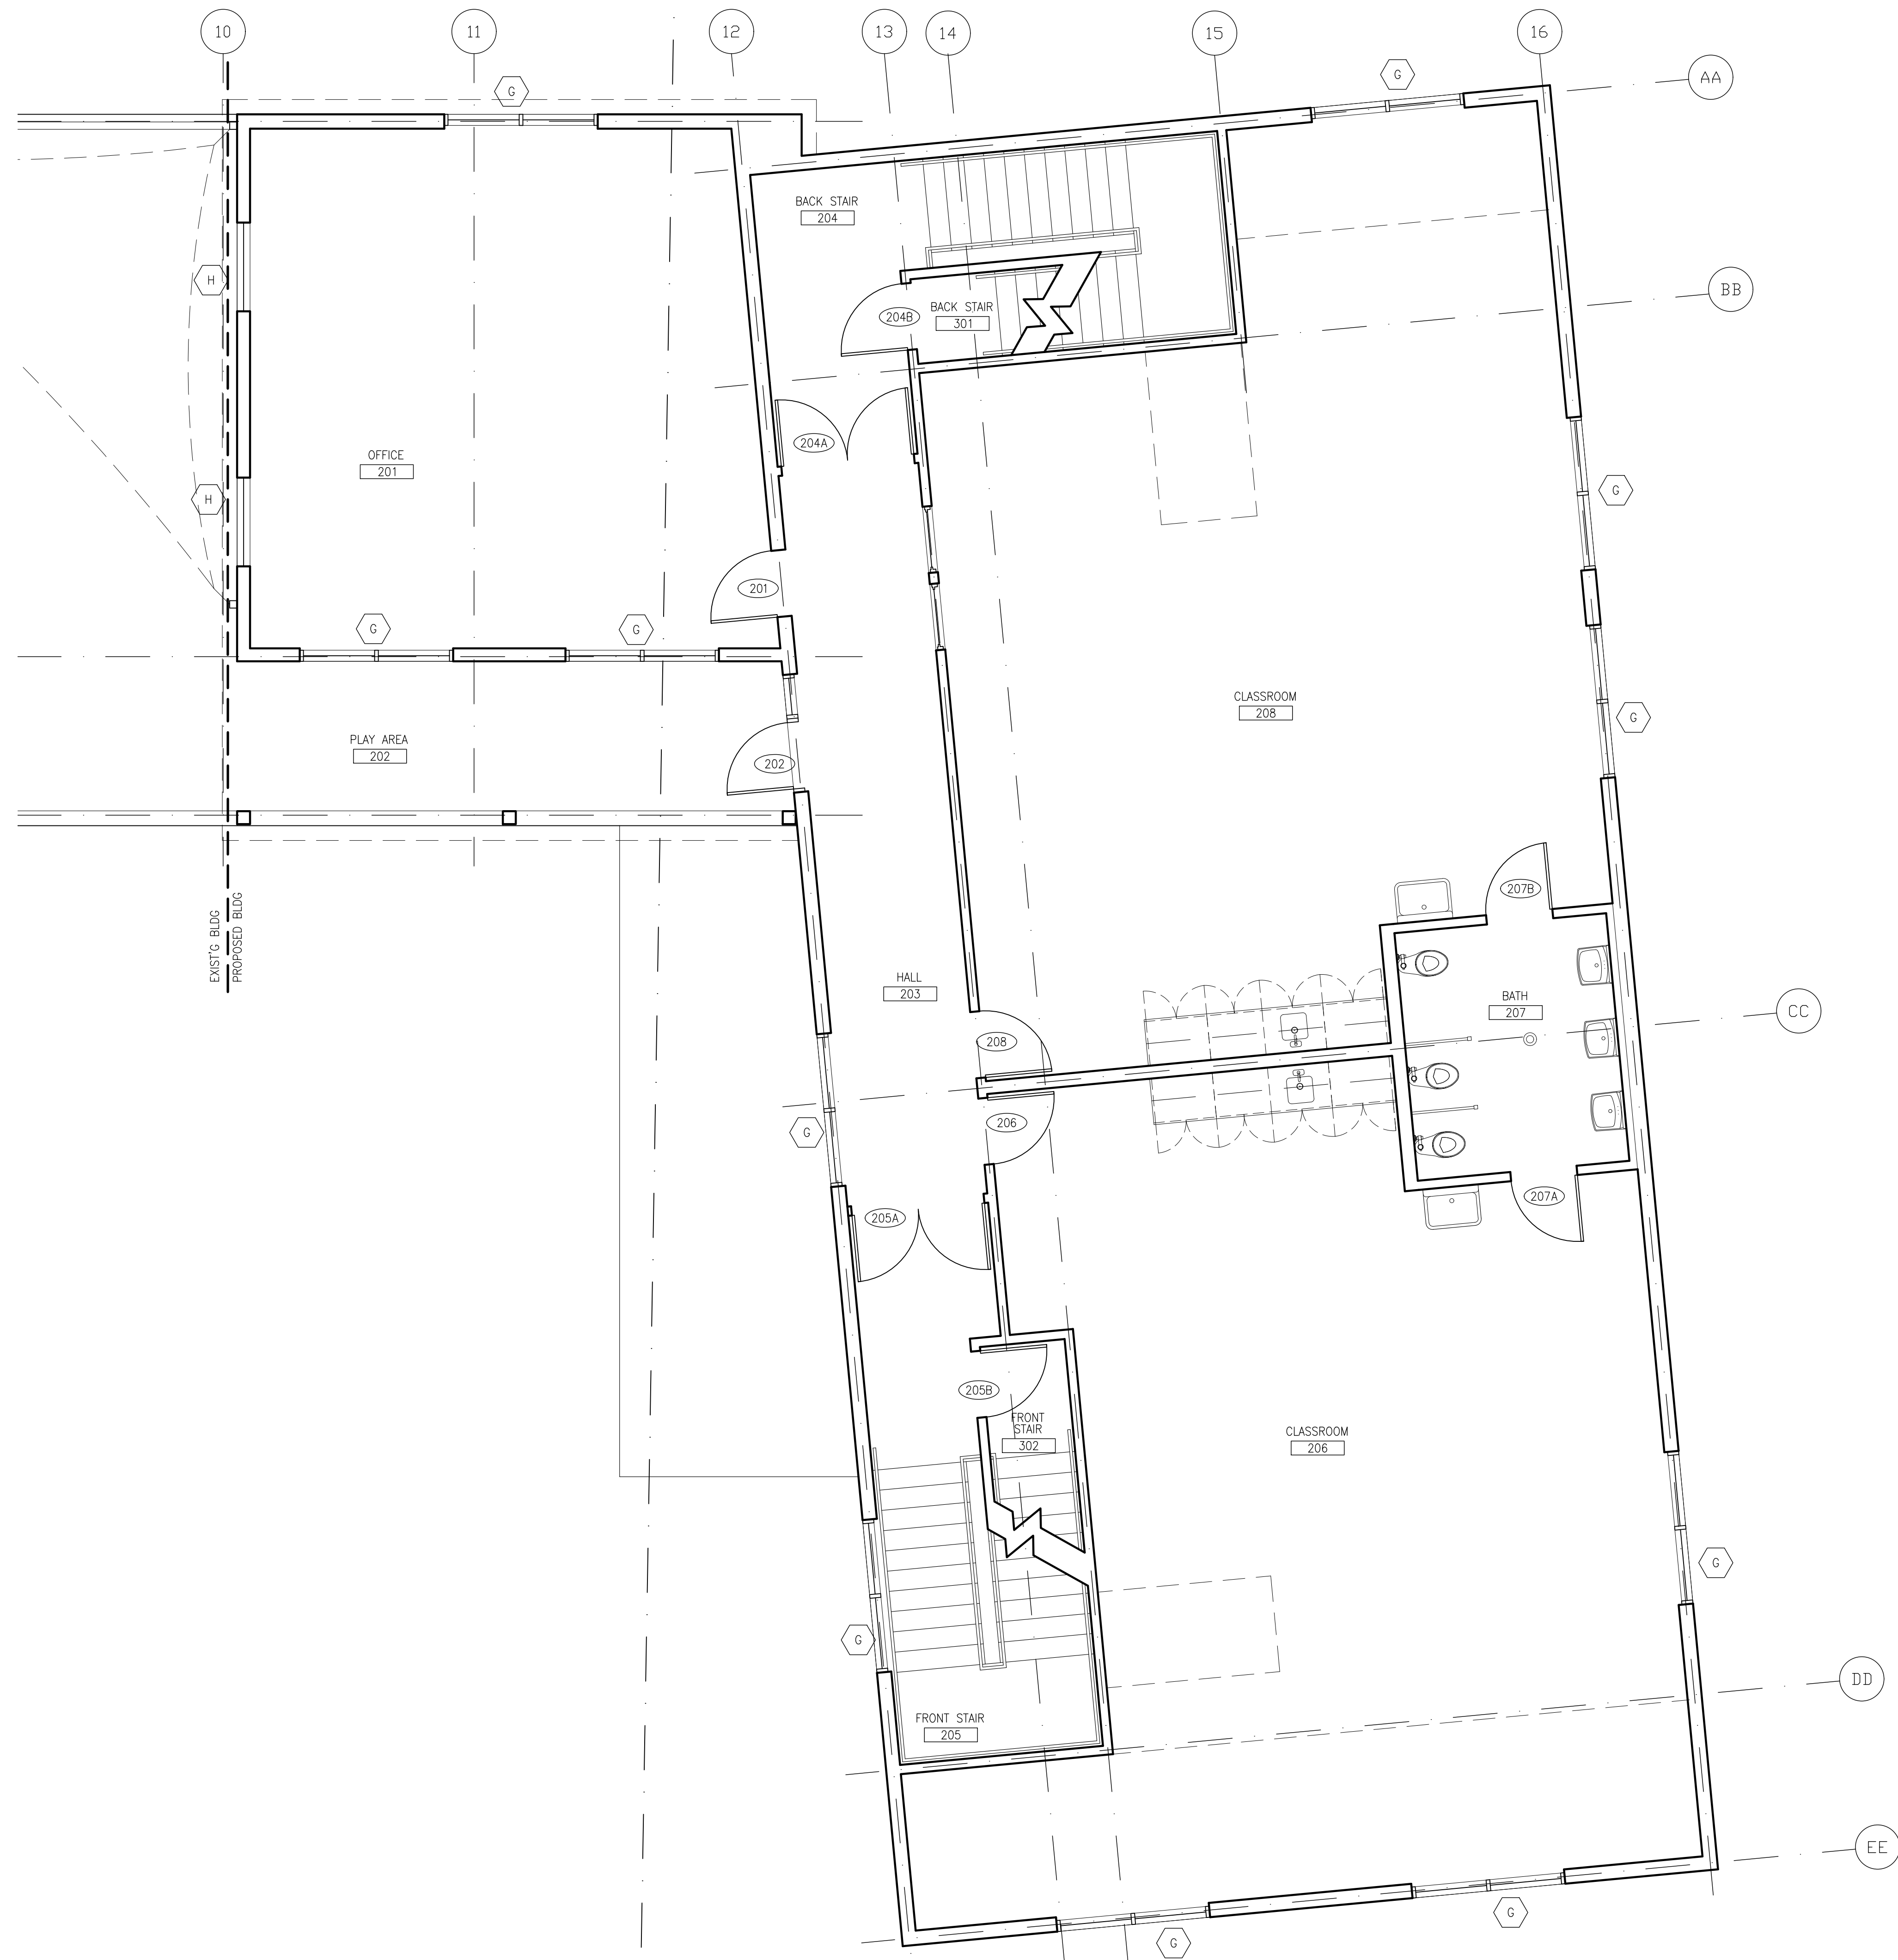 10
11
12
13
14
15
16
AA
G
G
BACK STAIR
204
H
BB
BACK STAIR
301
204B
204A
OFFICE
201
H
G
201
G
G
CLASSROOM
208
G
PLAY AREA
202
202
207B
EXIST'G BLDG
PROPOSED BLDG
HALL
203
BATH
207
CC
208
206
G
207A
205A
205B
FRONT
STAIR
302
CLASSROOM
206
G
G
DD
FRONT STAIR
205
EE
G
G